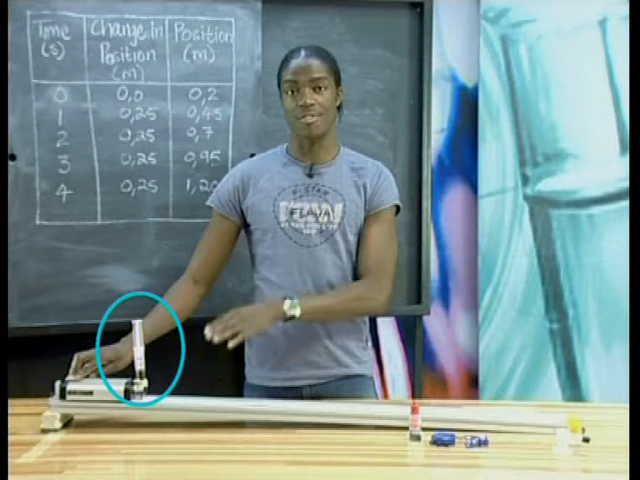 Time Change in Position
(s) Position (m)
(m)
0 0,0 0,2
1 0,25 0,45
2 0,25 0,7
3 0,25 0,95
4 0,25 1,20
FLAVA